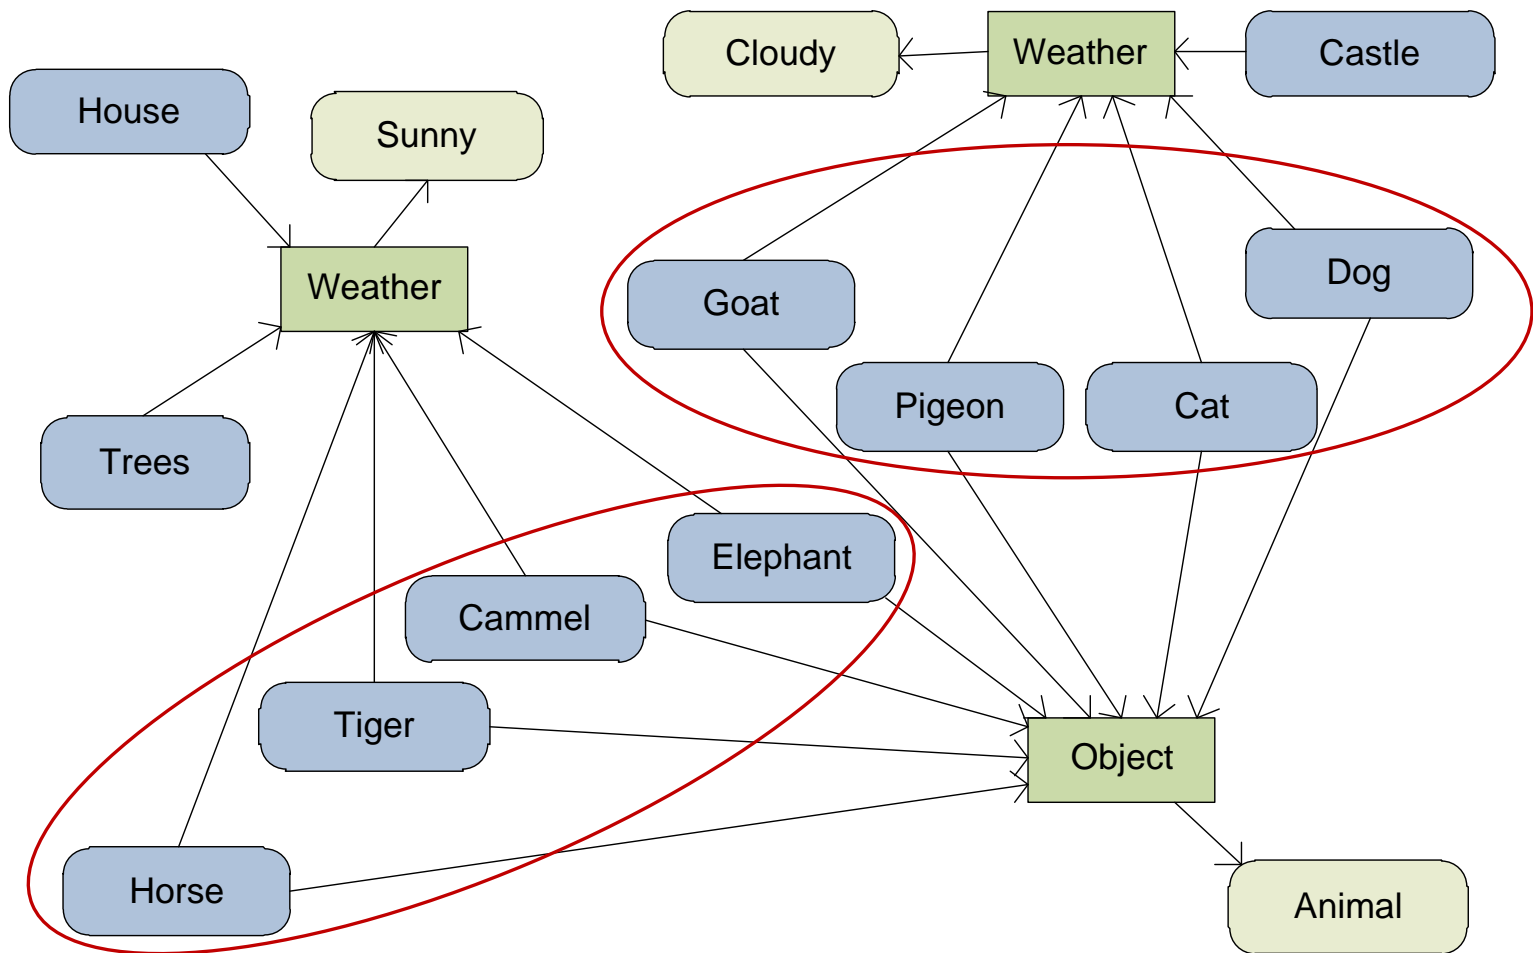 Cloudy
Weather
Castle
House
Sunny
Weather
Goat
Dog
Pigeon
Cat
Trees
Elephant
Cammel
Tiger
Object
Horse
Animal